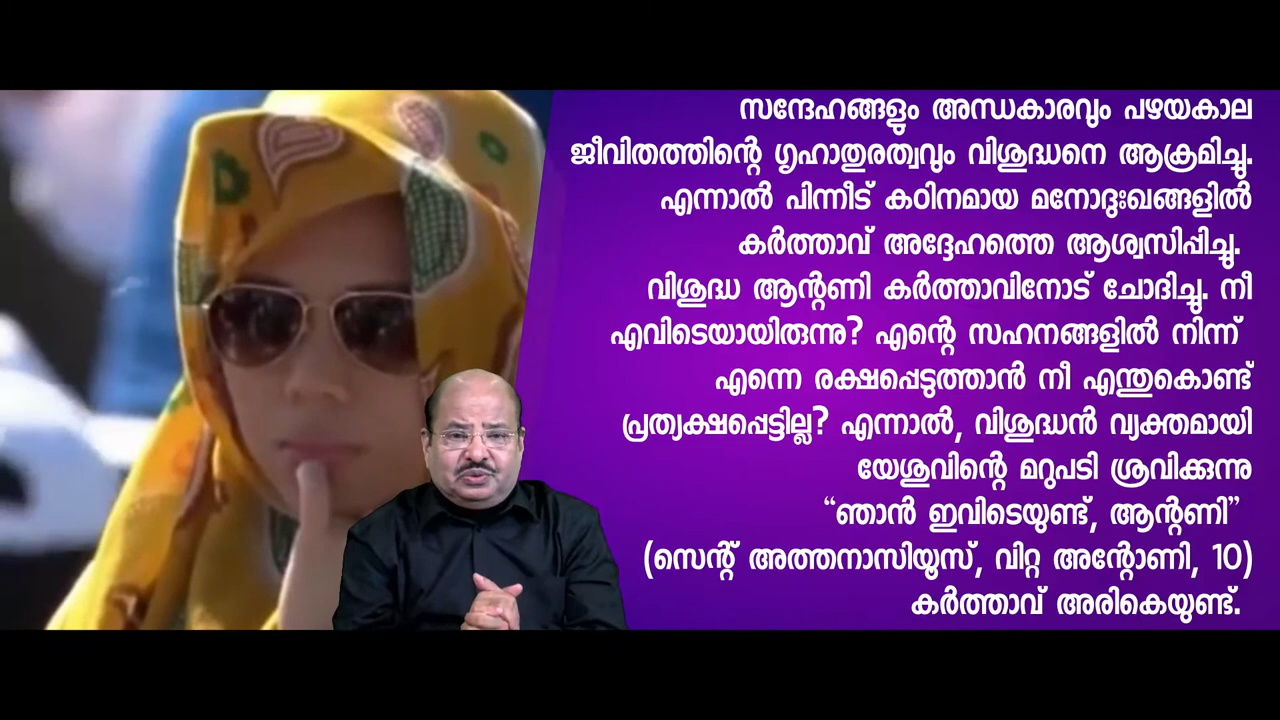 സന്ദേഹങ്ങളും അന്ധകാരവും പഴയകാല
ജീവിതത്തിന്റെ ഗൃഹാതുരത്വവും വിശുദ്ധനെ ആക്രമിച്ചു.
എന്നാൽ പിന്നീട് കഠിനമായ മനോദുഃഖങ്ങളിൽ
കർത്താവ് അദ്ദേഹത്തെ ആശ്വസിപ്പിച്ചു.
വിശുദ്ധ ആന്റണി കർത്താവിനോട് ചോദിച്ചു. നീ
എവിടെയായിരുന്നു? എന്റെ സഹനങ്ങളിൽ നിന്ന്
എന്നെ രക്ഷപ്പെടുത്താൻ നീ എന്തുകൊണ്ട്
പ്രത്യക്ഷപ്പെട്ടില്ല? എന്നാൽ, വിശുദ്ധൻ വ്യക്തമായി
യേശുവിന്റെ മറുപടി ശ്രവിക്കുന്നു
“ഞാൻ ഇവിടെയുണ്ട്, ആന്റണി”
(സെന്റ് അത്തനാസിയൂസ്, വിറ്റ അന്റോണി, 10)
കർത്താവ് അരികെയുണ്ട്.